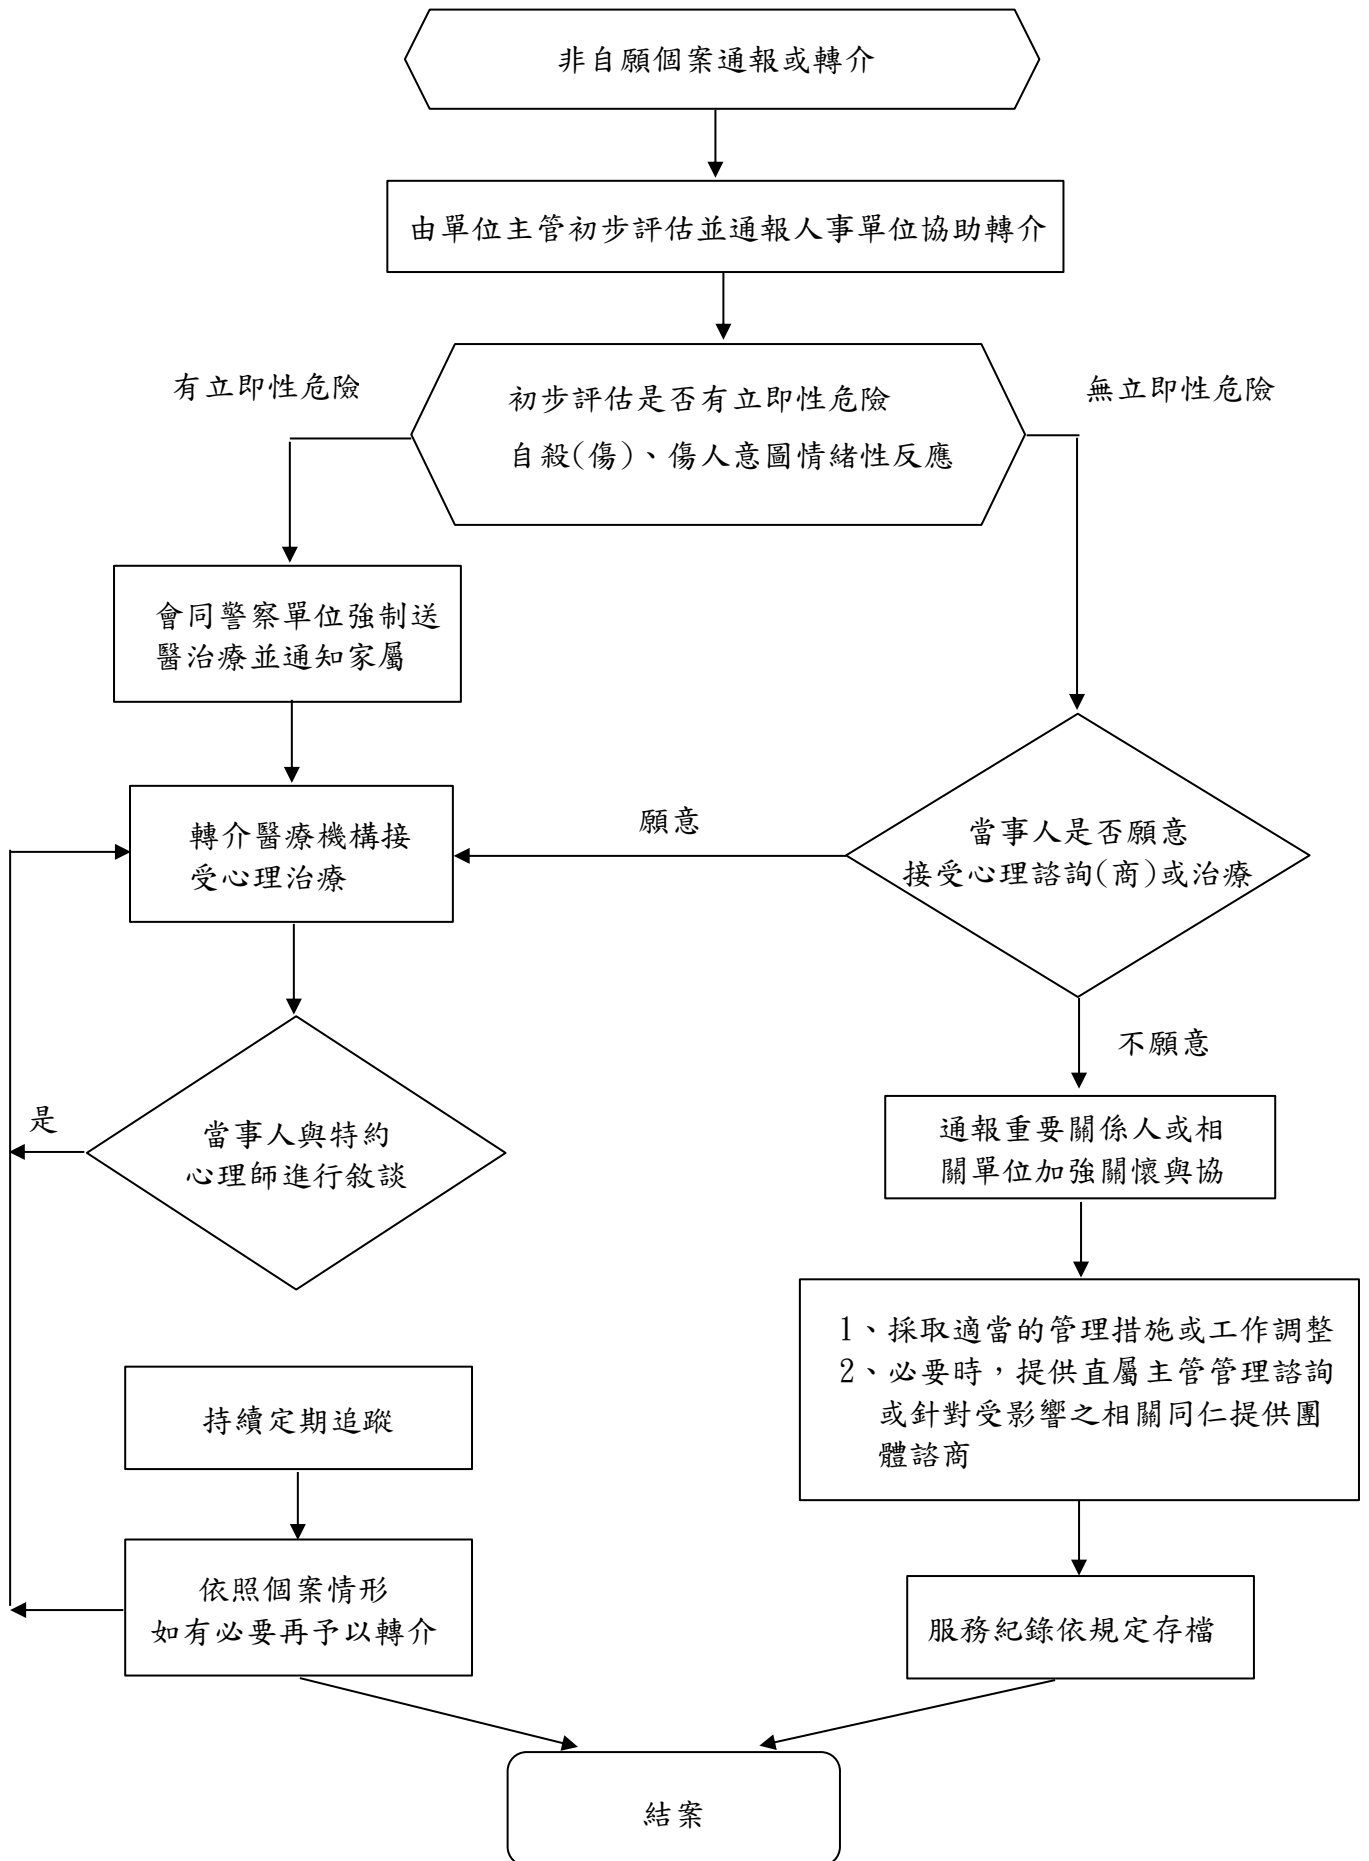 非自願個案通報或轉介
由單位主管初步評估並通報人事單位協助轉介
有立即性危險
初步評估是否有立即性危險
自殺(傷)、傷人意圖情緒性反應
無立即性危險
會同警察單位強制送
醫治療並通知家屬
轉介醫療機構接
受心理治療
願意
當事人是否願意
接受心理諮詢(商)或治療
不願意
是
當事人與特約
心理師進行敘談
通報重要關係人或相
關單位加強關懷與協
1、採取適當的管理措施或工作調整
2、必要時，提供直屬主管管理諮詢
或針對受影響之相關同仁提供團
體諮商
持續定期追蹤
依照個案情形
如有必要再予以轉介
服務紀錄依規定存檔
結案